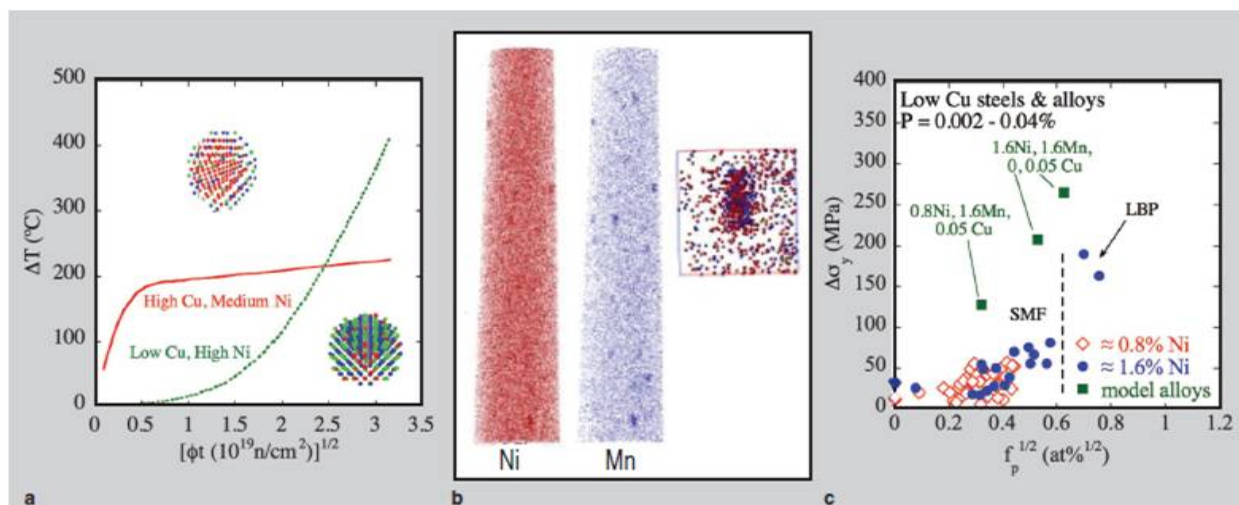 500
400
300
200
100
0
ΔT (ºC)
High Cu, Medium Ni
Low Cu, High Ni
0 0.5 1 1.5 2 2.5 3 3.5
[ϕt (10¹⁹n/cm²)]^1/2
a
Ni Mn
b
400
350
300
250
200
150
100
50
0
Δσy (MPa)
Low Cu steels & alloys
P = 0.002 - 0.04%
1.6Ni, 1.6Mn,
0, 0.05 Cu
0.8Ni, 1.6Mn,
0.05 Cu
LBP
SMF
≈ 0.8% Ni
≈ 1.6% Ni
model alloys
0 0.2 0.4 0.6 0.8 1 1.2
fp^1/2 (at%^1/2)
c